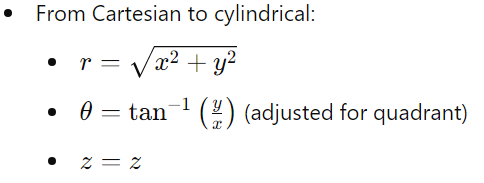 • From Cartesian to cylindrical:
• r = √(x² + y²)
• θ = tan⁻¹ (y/x) (adjusted for quadrant)
• z = z